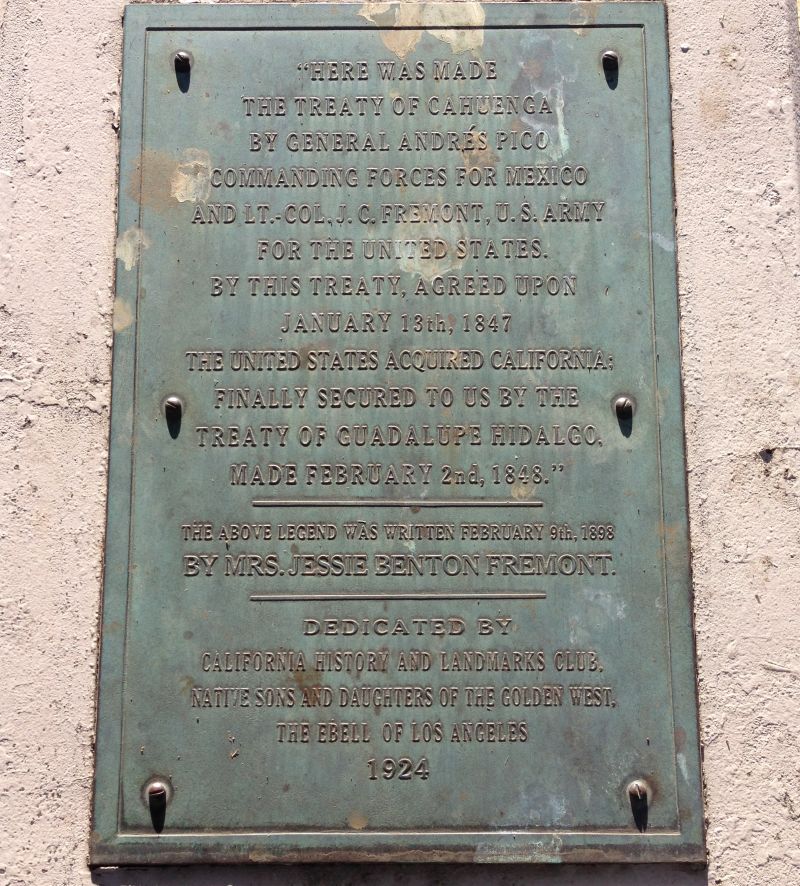 “HERE WAS MADE
THE TREATY OF CAHUENGA
BY GENERAL ANDRÉS PICO
COMMANDING FORCES FOR MEXICO
AND LT.-COL. J. C. FREMONT, U. S. ARMY
FOR THE UNITED STATES.
BY THIS TREATY, AGREED UPON
JANUARY 13th, 1847
THE UNITED STATES ACQUIRED CALIFORNIA;
FINALLY SECURED TO US BY THE
TREATY OF GUADALUPE HIDALGO,
MADE FEBRUARY 2nd, 1848.”
THE ABOVE LEGEND WAS WRITTEN FEBRUARY 9th, 1898
BY MRS. JESSIE BENTON FREMONT.
DEDICATED BY
CALIFORNIA HISTORY AND LANDMARKS CLUB,
NATIVE SONS AND DAUGHTERS OF THE GOLDEN WEST,
THE EBELL OF LOS ANGELES
1924